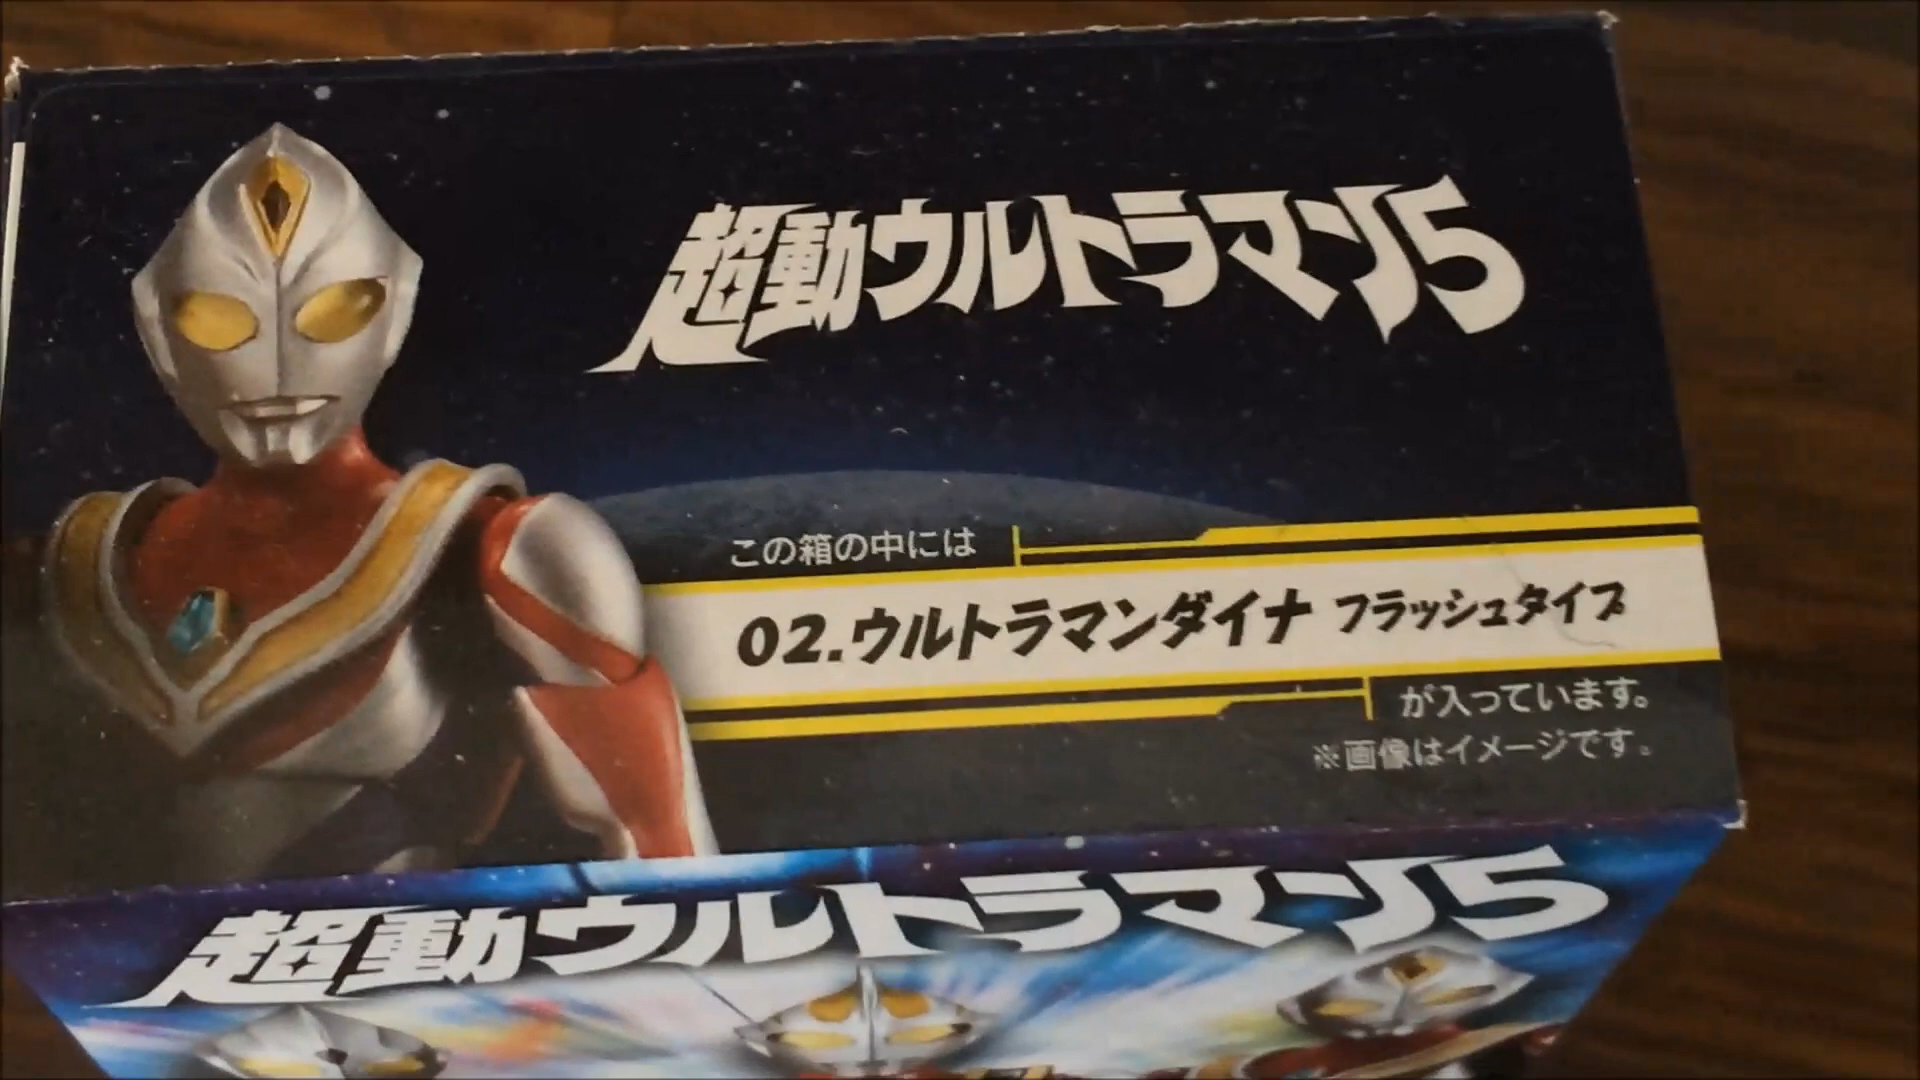 超動ウルトラマン5
この箱の中には
02.ウルトラマンダイナ フラッシュタイプ
が入っています。
※画像はイメージです。
超動ウルトラマン5